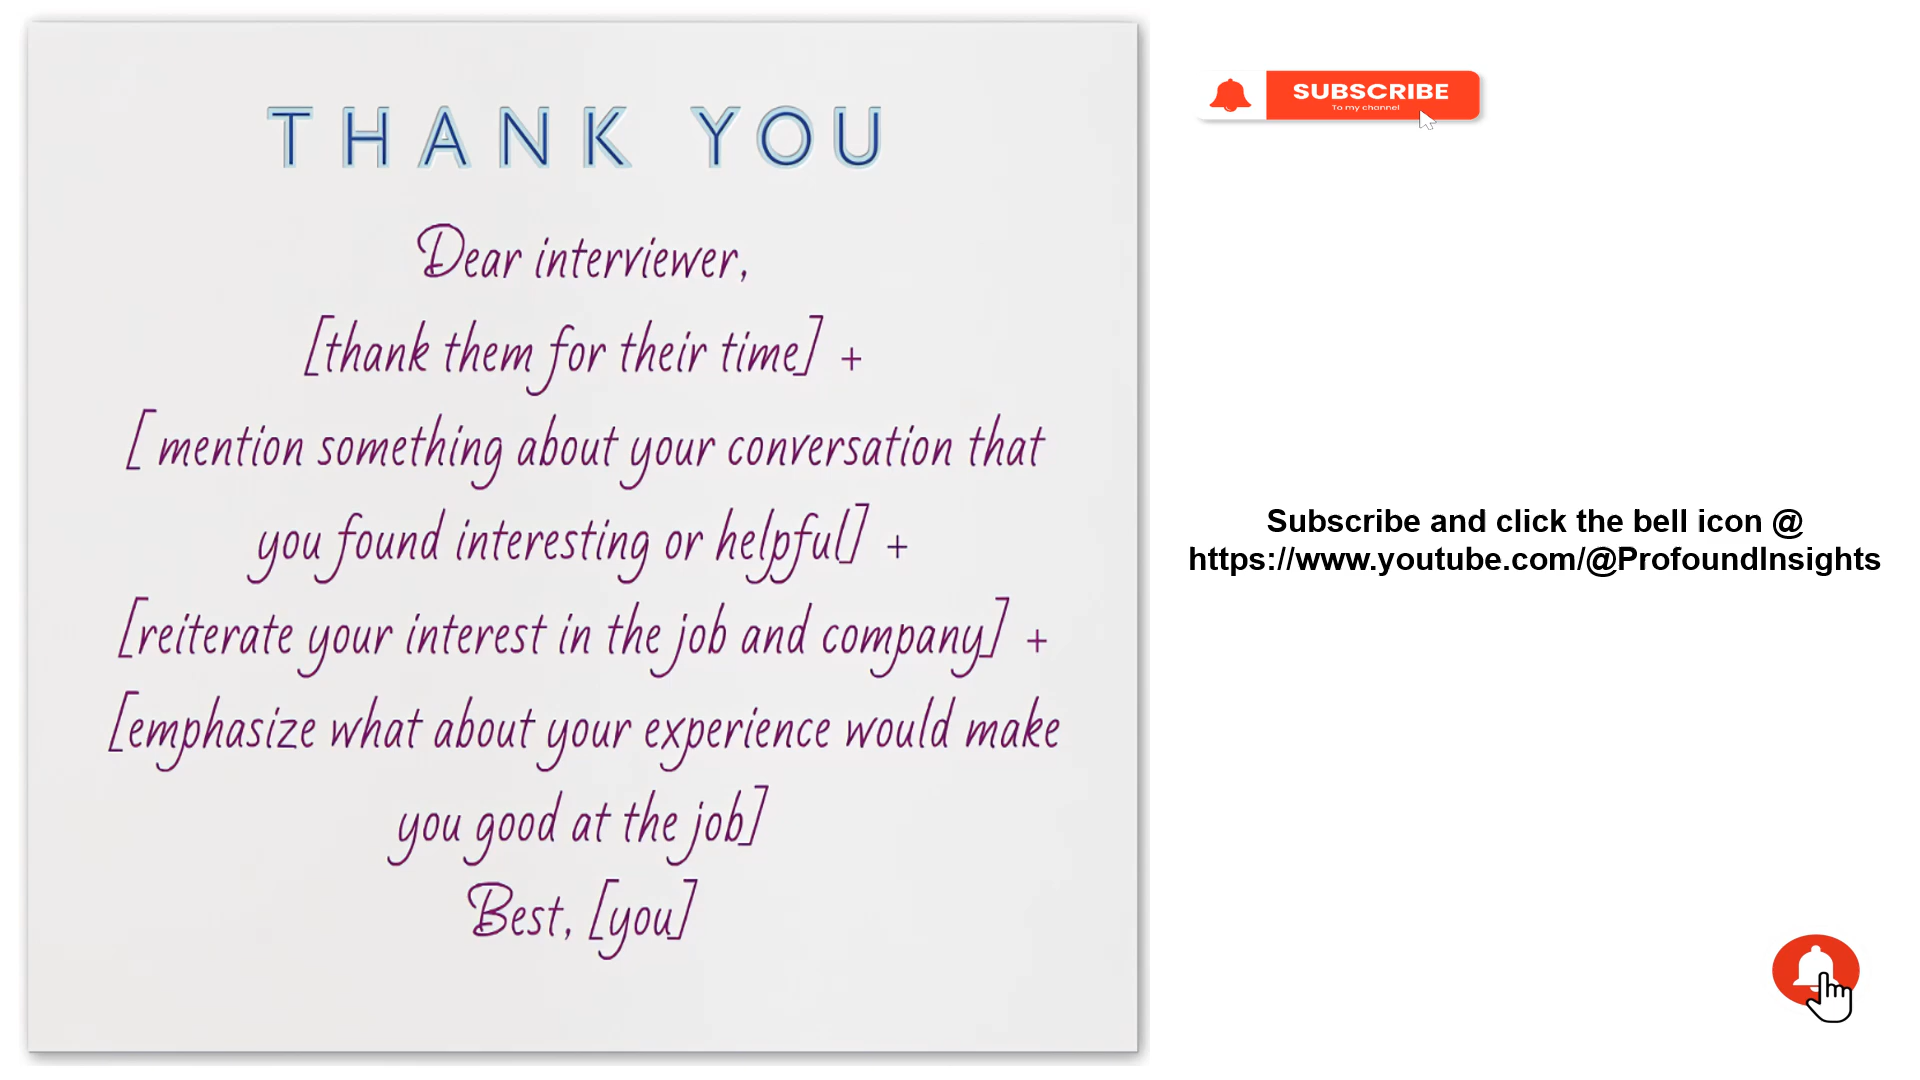 THANK YOU
Dear interviewer,
[thank them for their time] +
[ mention something about your conversation that
you found interesting or helpful] +
[reiterate your interest in the job and company] +
[emphasize what about your experience would make
you good at the job]
Best, [you]
SUBSCRIBE
To my channel
Subscribe and click the bell icon @
https://www.youtube.com/@ProfoundInsights